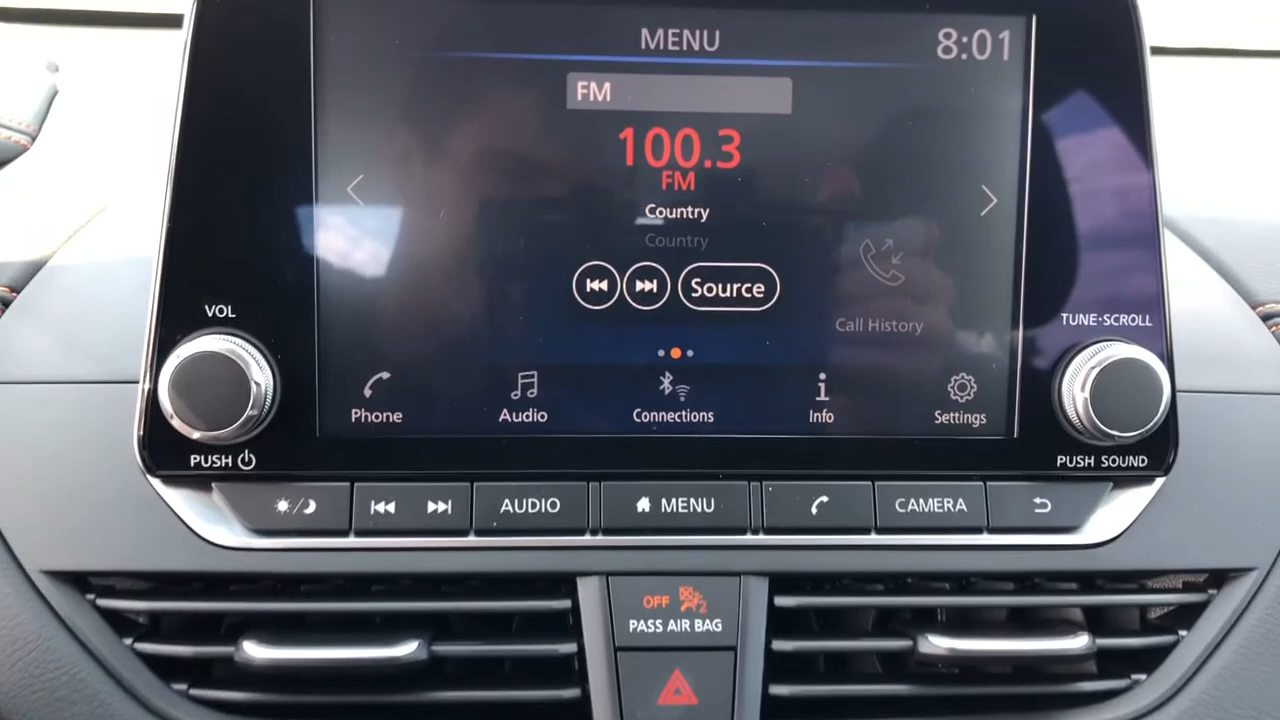 MENU
8:01
FM
100.3
FM
Country
Country
Source
Call History
Phone
Audio
Connections
Info
Settings
VOL
PUSH
TUNE·SCROLL
PUSH SOUND
AUDIO
MENU
CAMERA
OFF 2
PASS AIR BAG